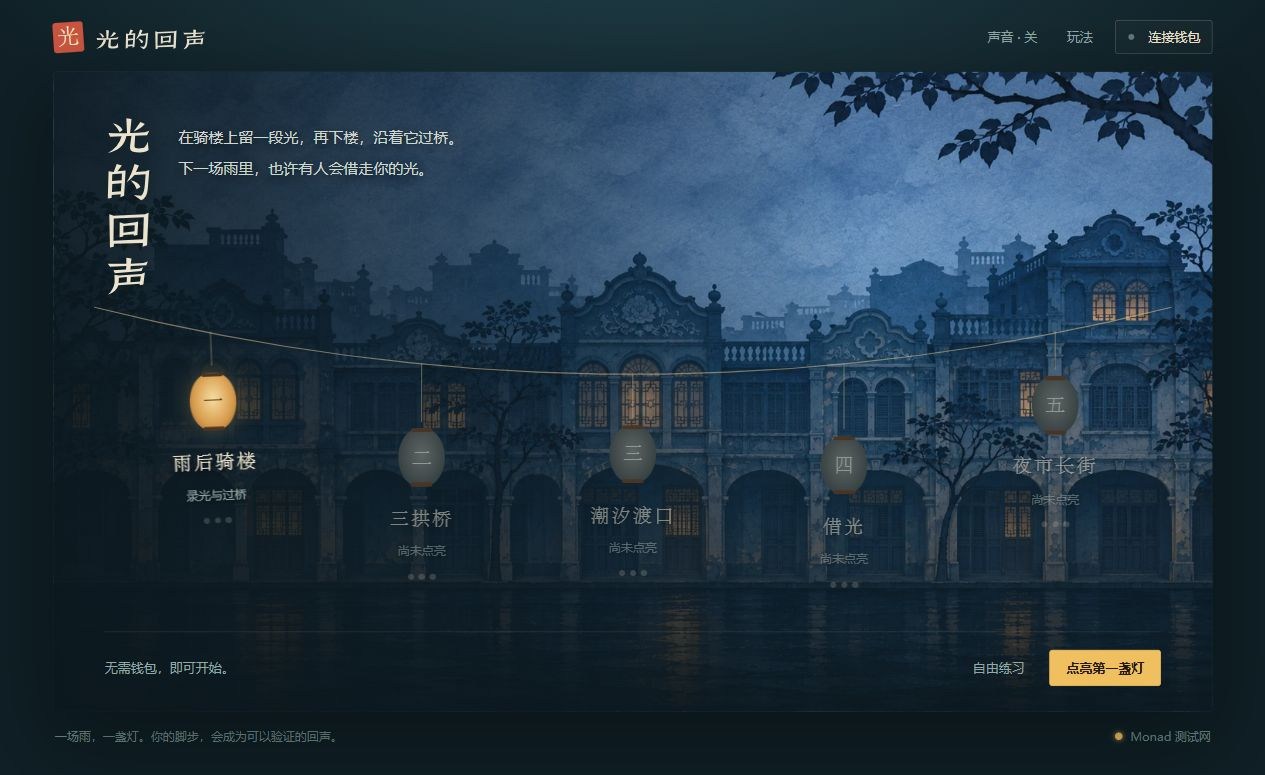 光
光的回声
声音 · 关
玩法
连接钱包
光的回声
在骑楼上留一段光，再下楼，沿着它过桥。
下一场雨里，也许有人会借走你的光。
一
雨后骑楼
录光与过桥
二
三拱桥
尚未点亮
三
潮汐渡口
尚未点亮
四
借光
尚未点亮
五
夜市长街
尚未点亮
无需钱包，即可开始。
自由练习
点亮第一盏灯
一场雨，一盏灯。你的脚步，会成为可以验证的回声。
Monad 测试网